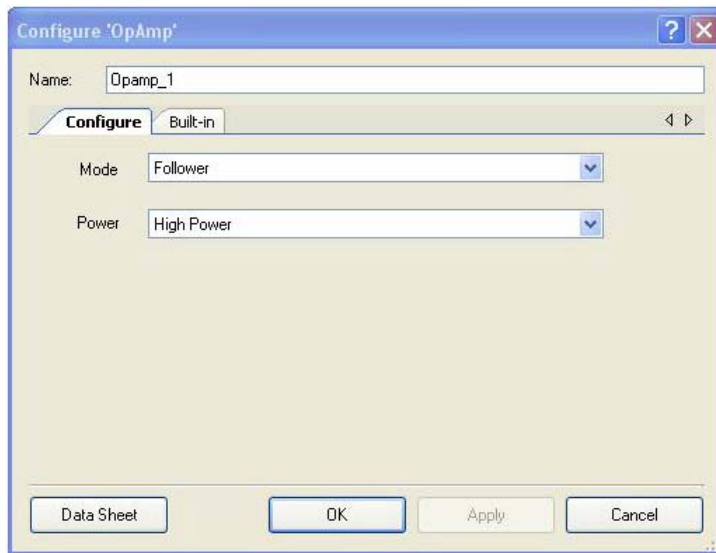 Configure 'OpAmp'
Name: Opamp_1
Configure Built-in
Mode Follower
Power High Power
Data Sheet OK Apply Cancel